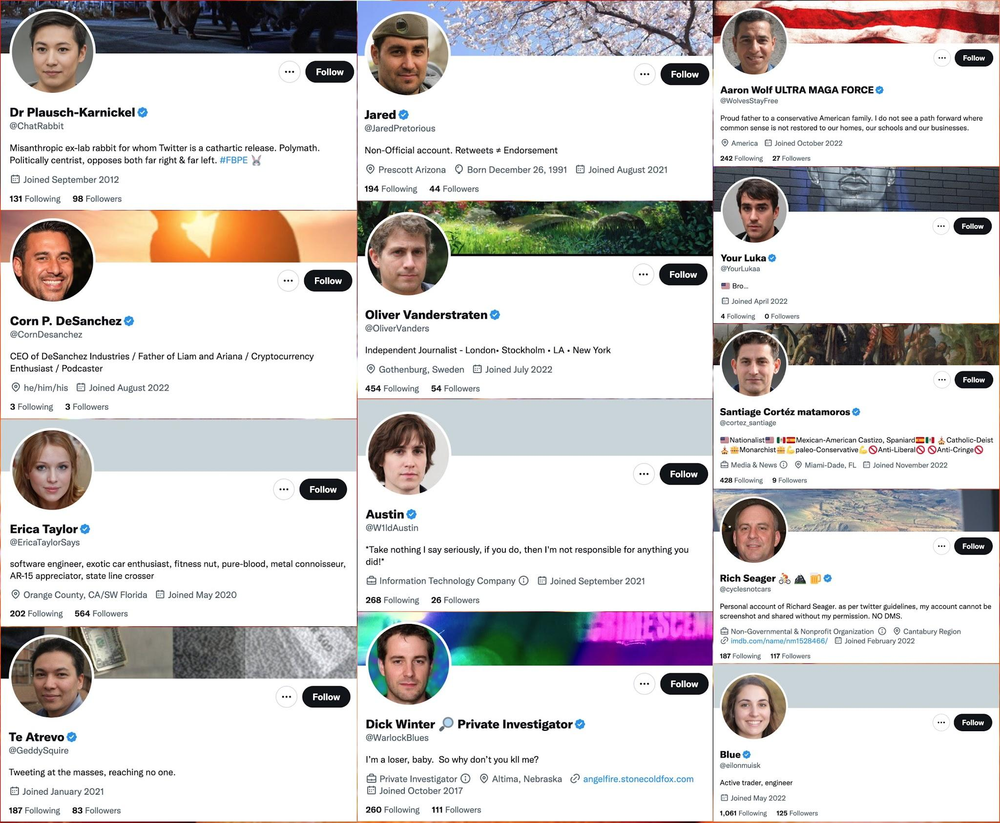 Follow
Dr Plausch-Karnickel
@ChatRabbit
Misanthropic ex-lab rabbit for whom Twitter is a cathartic release. Polymath.
Politically centrist, opposes both far right & far left. #FBPE 🐰
Joined September 2012
131 Following 98 Followers
Follow
Corn P. DeSanchez
@CornDesanchez
CEO of DeSanchez Industries / Father of Liam and Ariana / Cryptocurrency
Enthusiast / Podcaster
he/him/his Joined August 2022
3 Following 3 Followers
Follow
Erica Taylor
@EricaTaylorSays
software engineer, exotic car enthusiast, fitness nut, pure-blood, metal connoisseur,
AR-15 appreciator, state line crosser
Orange County, CA/SW Florida Joined May 2020
202 Following 564 Followers
Follow
Te Atrevo
@GeddySquire
Tweeting at the masses, reaching no one.
Joined January 2021
187 Following 83 Followers
Follow
Jared
@JaredPretorious
Non-Official account. Retweets ≠ Endorsement
Prescott Arizona Born December 26, 1991 Joined August 2021
194 Following 44 Followers
Follow
Oliver Vanderstraten
@OliverVanders
Independent Journalist - London• Stockholm • LA • New York
Gothenburg, Sweden Joined July 2022
454 Following 54 Followers
Follow
Austin
@W1ldAustin
*Take nothing I say seriously, if you do, then I'm not responsible for anything you
did!*
Information Technology Company Joined September 2021
268 Following 26 Followers
CRIME SCENE
Follow
Dick Winter 🔎 Private Investigator
@WarlockBlues
I'm a loser, baby.  So why don't you kll me?
Private Investigator Altima, Nebraska angelfire.stonecoldfox.com
Joined October 2017
260 Following 111 Followers
Follow
Aaron Wolf ULTRA MAGA FORCE
@WolvesStayFree
Proud father to a conservative American family. I do not see a path forward where
common sense is not restored to our homes, our schools and our businesses.
America Joined October 2022
242 Following 27 Followers
Follow
Your Luka
@YourLukaa
🇺🇸 Bro...
Joined April 2022
4 Following 0 Followers
Follow
Santiage Cortéz matamoros
@cortez_santiage
🇺🇸Nationalist🇺🇸 🇲🇽🇪🇸Mexican-American Castizo, Spaniard🇪🇸🇲🇽 ⛪Catholic-Deist
⛪👑Monarchist👑💪paleo-Conservative💪🚫Anti-Liberal🚫 🚫Anti-Cringe🚫
Media & News Miami-Dade, FL Joined November 2022
428 Following 9 Followers
Follow
Rich Seager 🚴 ⛰ 🍺
@cyclesnotcars
Personal account of Richard Seager. as per twitter guidelines, my account cannot be
screenshot and shared without my permission. NO DMS.
Non-Governmental & Nonprofit Organization Cantabury Region
imdb.com/name/nm1528466/ Joined February 2022
187 Following 117 Followers
Follow
Blue
@eilonmuisk
Active trader, engineer
Joined May 2022
1,061 Following 125 Followers